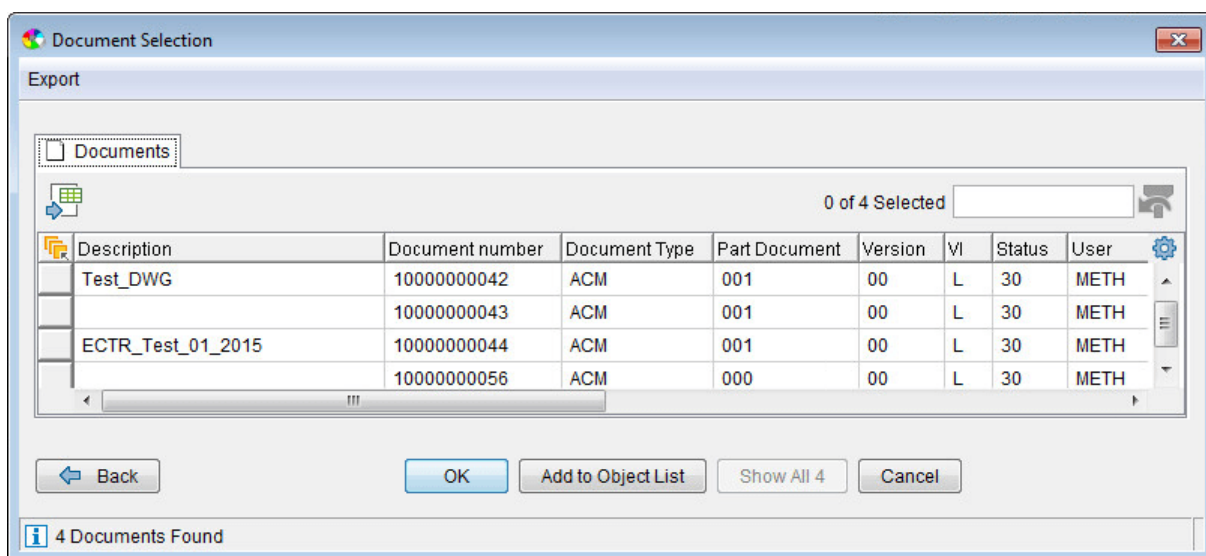 Document Selection
Export
Documents
0 of 4 Selected
Description Document number Document Type Part Document Version VI Status User
Test_DWG 10000000042 ACM 001 00 L 30 METH
10000000043 ACM 001 00 L 30 METH
ECTR_Test_01_2015 10000000044 ACM 001 00 L 30 METH
10000000056 ACM 000 00 L 30 METH
Back OK Add to Object List Show All 4 Cancel
4 Documents Found